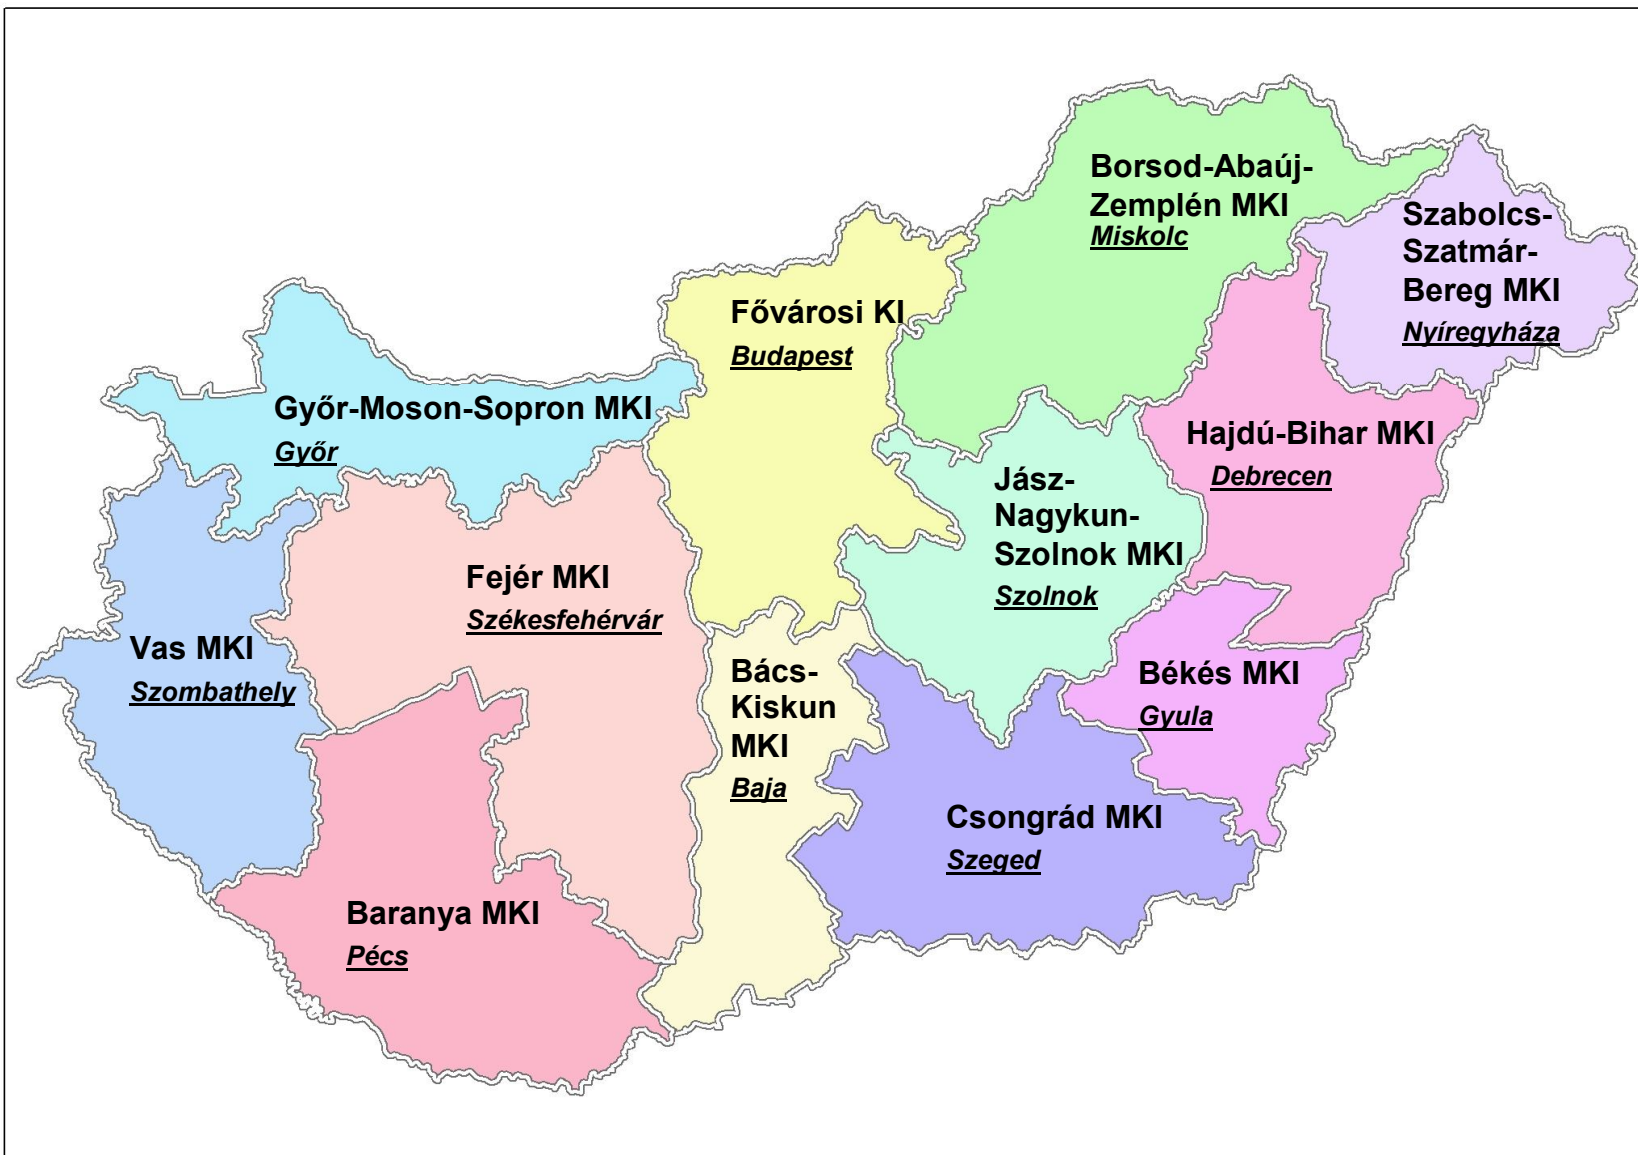 Borsod-Abaúj-
Zemplén MKI
Miskolc
Szabolcs-
Szatmár-
Bereg MKI
Nyíregyháza
Fővárosi KI
Budapest
Győr-Moson-Sopron MKI
Győr
Hajdú-Bihar MKI
Debrecen
Jász-
Nagykun-
Szolnok MKI
Szolnok
Fejér MKI
Székesfehérvár
Vas MKI
Szombathely
Bács-
Kiskun
MKI
Baja
Békés MKI
Gyula
Csongrád MKI
Szeged
Baranya MKI
Pécs